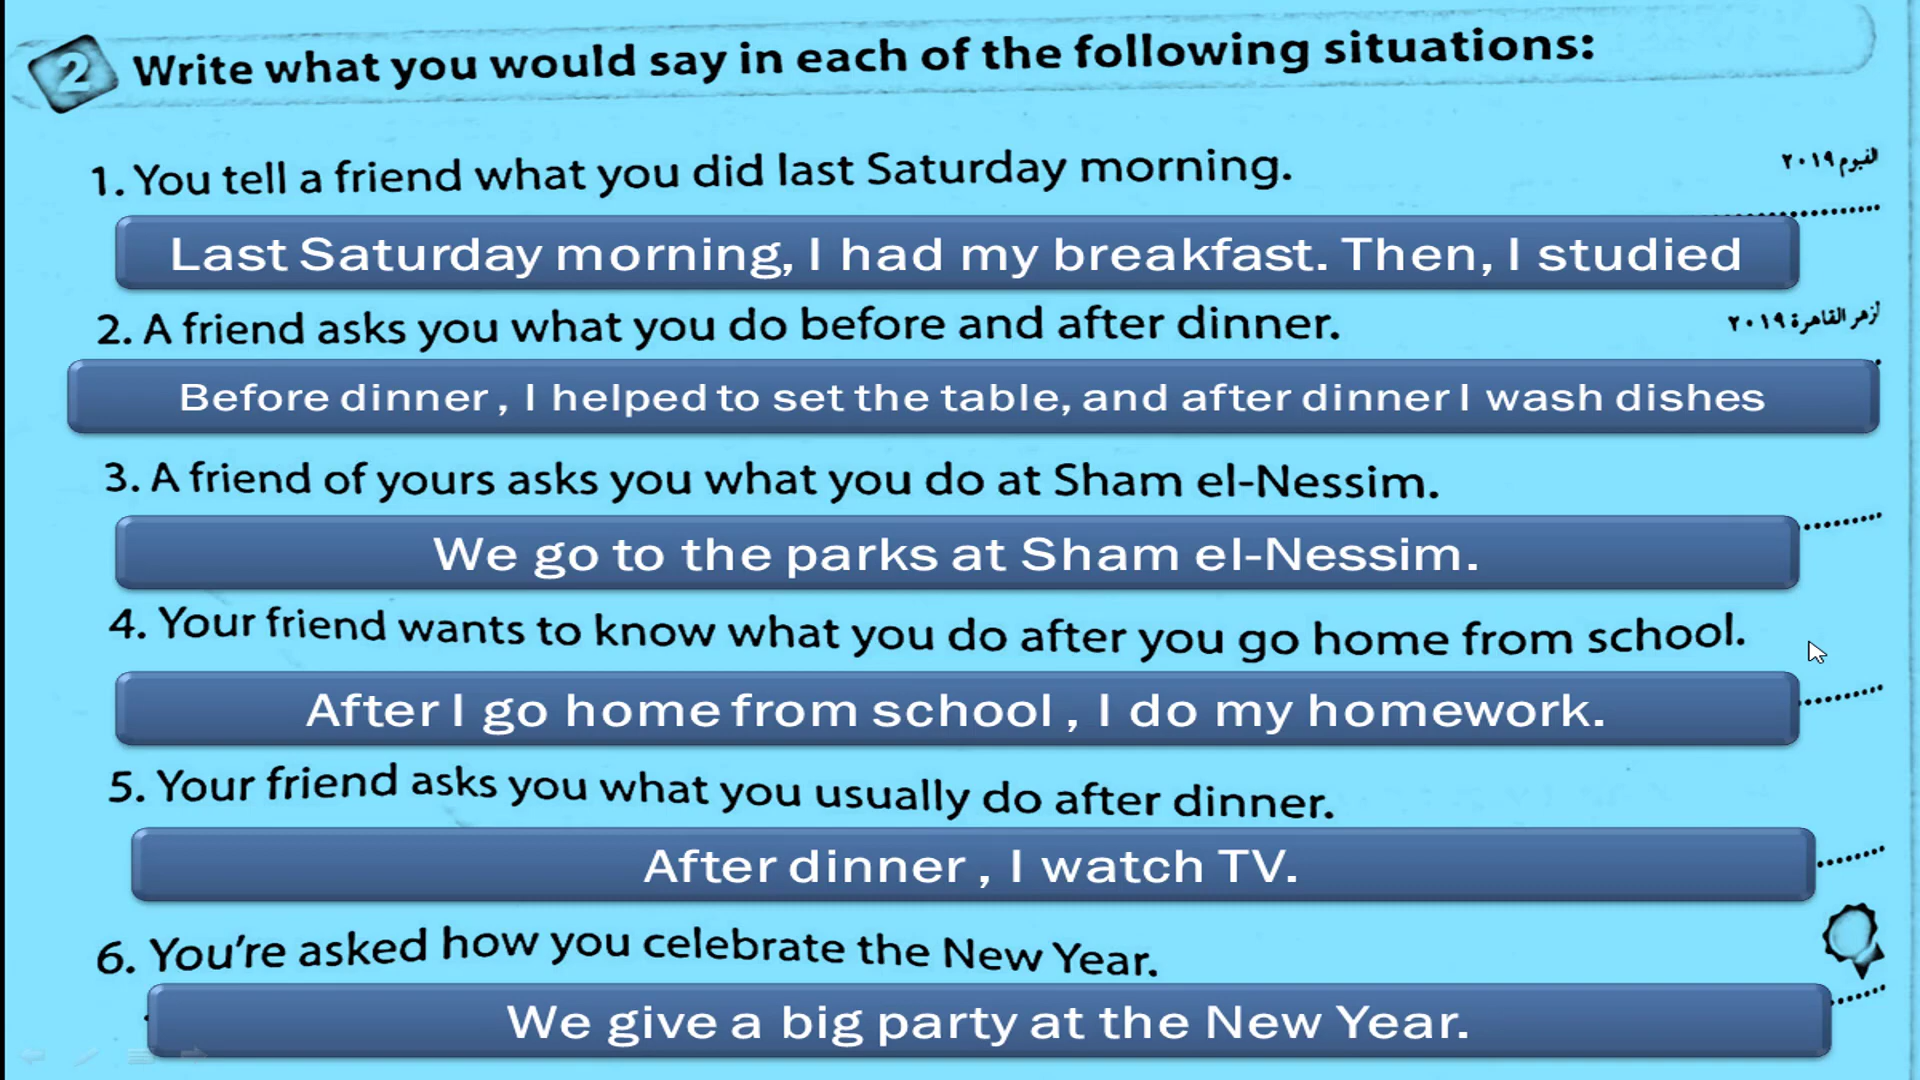 2 Write what you would say in each of the following situations:
1. You tell a friend what you did last Saturday morning.
الفيوم ٢٠١٩
Last Saturday morning, I had my breakfast. Then, I studied
2. A friend asks you what you do before and after dinner.
أزهر القاهرة ٢٠١٩
Before dinner , I helped to set the table, and after dinner I wash dishes
3. A friend of yours asks you what you do at Sham el-Nessim.
We go to the parks at Sham el-Nessim.
4. Your friend wants to know what you do after you go home from school.
After I go home from school , I do my homework.
5. Your friend asks you what you usually do after dinner.
After dinner , I watch TV.
6. You're asked how you celebrate the New Year.
We give a big party at the New Year.